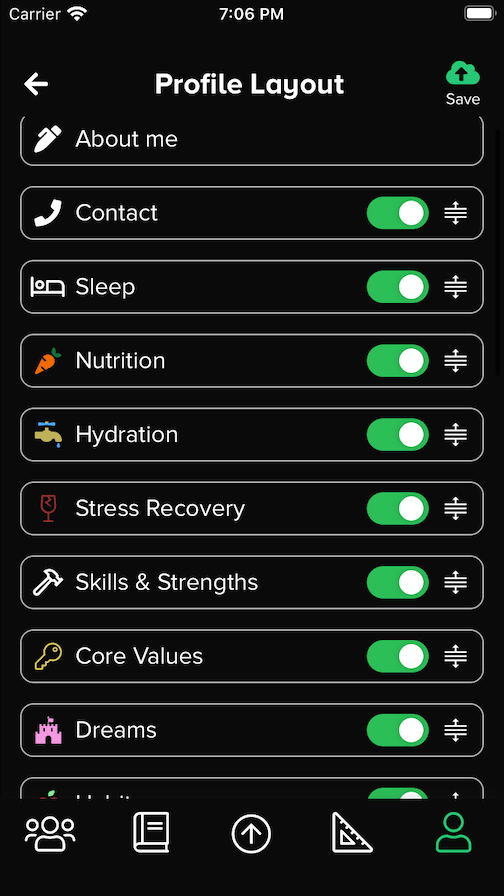 Carrier 7:06 PM
Profile Layout
Save
About me
Contact
Sleep
Nutrition
Hydration
Stress Recovery
Skills & Strengths
Core Values
Dreams